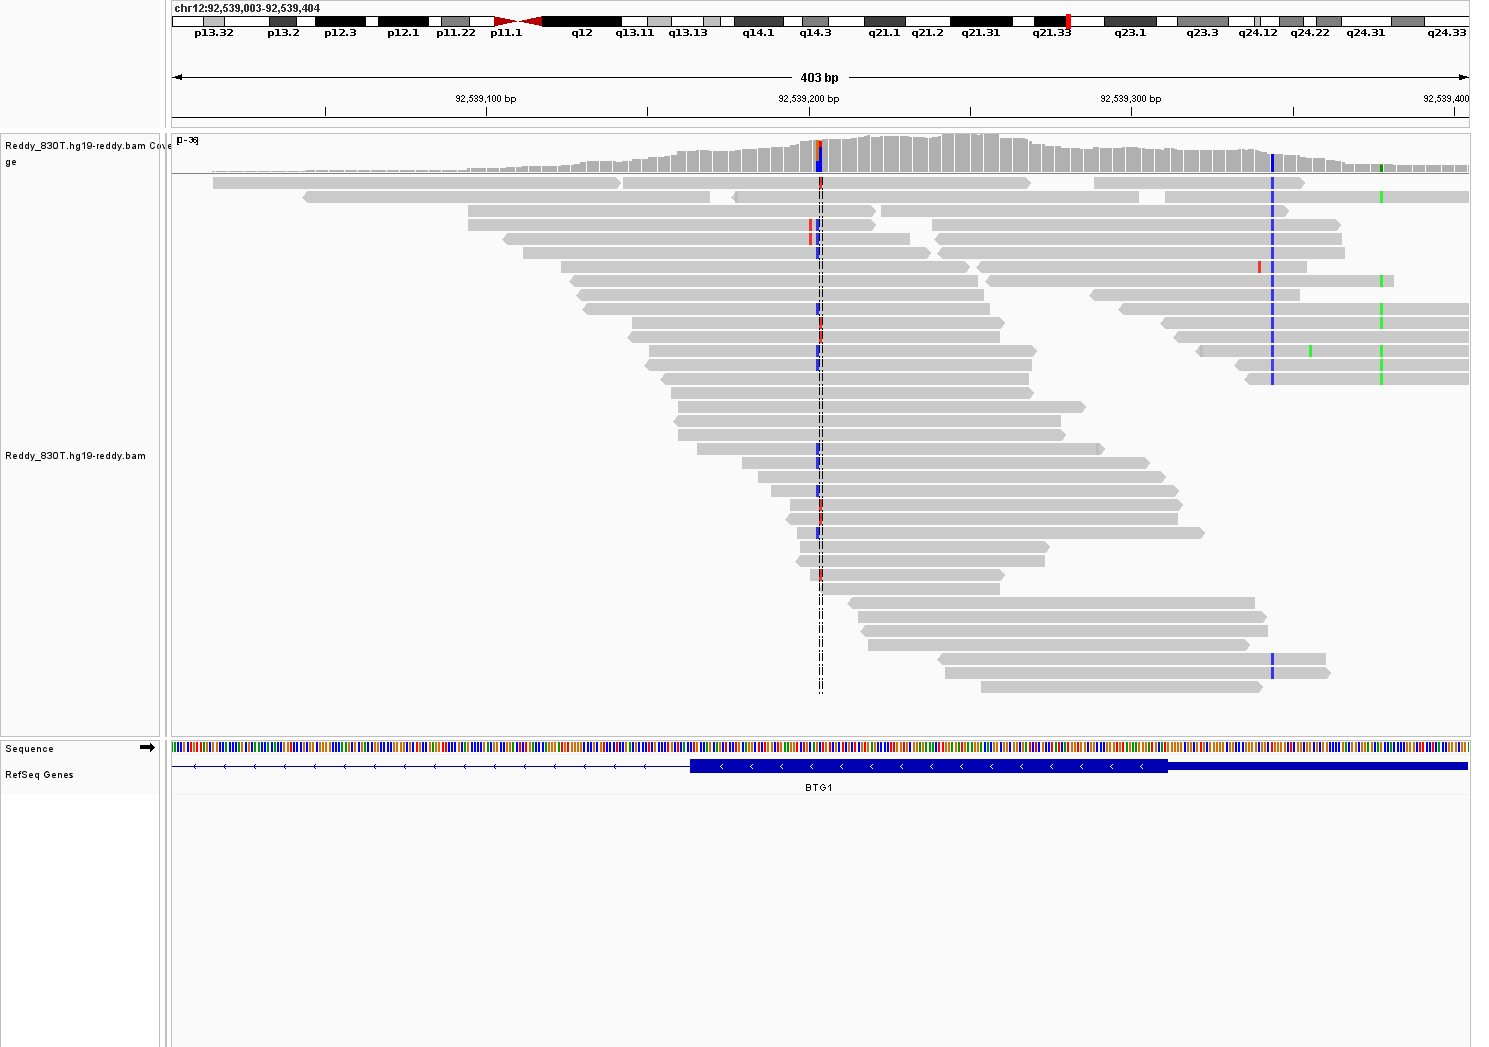 chr12:92,539,003-92,539,404
p13.32 p13.2 p12.3 p12.1 p11.22 p11.1 q12 q13.11 q13.13 q14.1 q14.3 q21.1 q21.2 q21.31 q21.33 q23.1 q23.3 q24.12 q24.22 q24.31 q24.33
403 bp
92,539,100 bp 92,539,200 bp 92,539,300 bp 92,539,400
Reddy_830T.hg19-reddy.bam Cove
ge
[0-36]
Reddy_830T.hg19-reddy.bam
Sequence
RefSeq Genes
BTG1